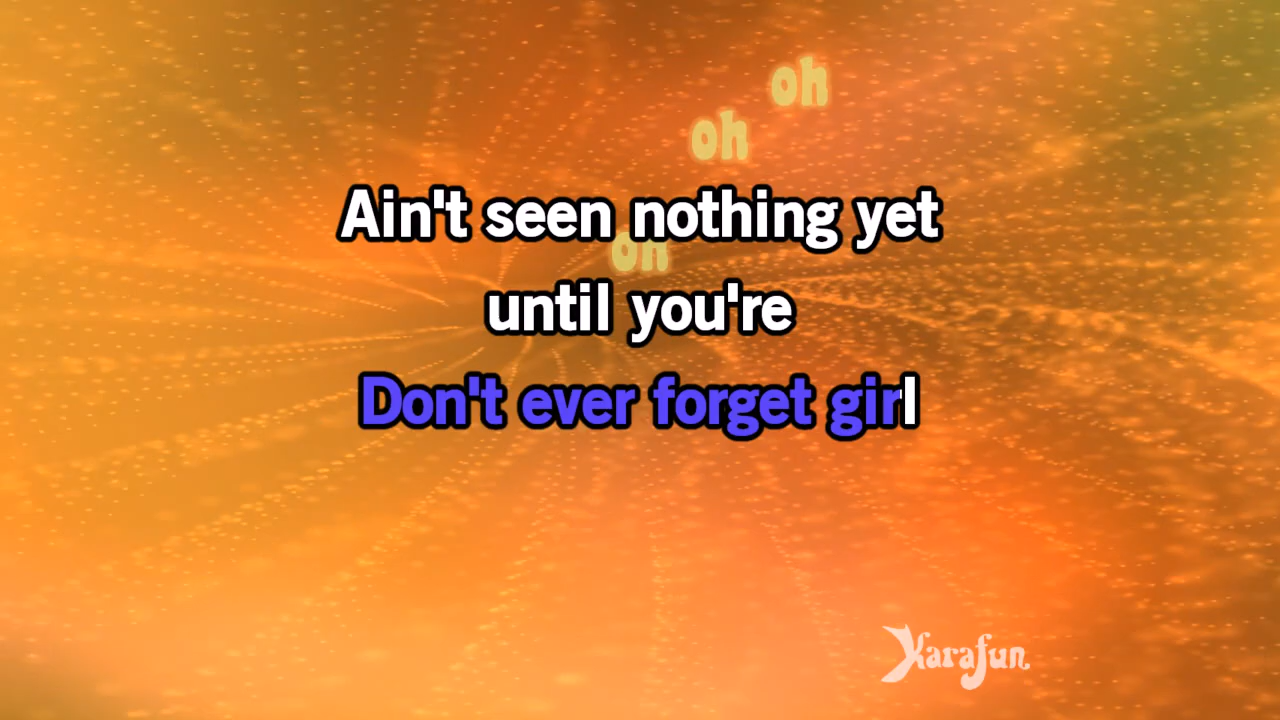 oh
oh
Ain't seen nothing yet
oh
until you're
Don't ever forget girl
Karafun